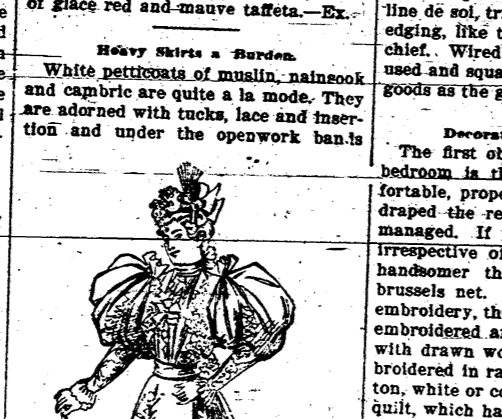 of glace red and mauve taffeta.—Ex.
Heavy Skirts a Burden.
White petticoats of muslin, nainsook
and cambric are quite a la mode. They
are adorned with tucks, lace and inser-
tion and under the openwork bands
line de sol, tr
edging, like t
chief. Wired
used and squa
goods as the g
Decora
The first ob
bedroom is th
fortable, prope
draped the re
managed. If
irrespective of
handsomer th
brussels net.
embroidery, th
embroidered a
with drawn wo
broidered in ra
ton, white or c
quilt, which ha